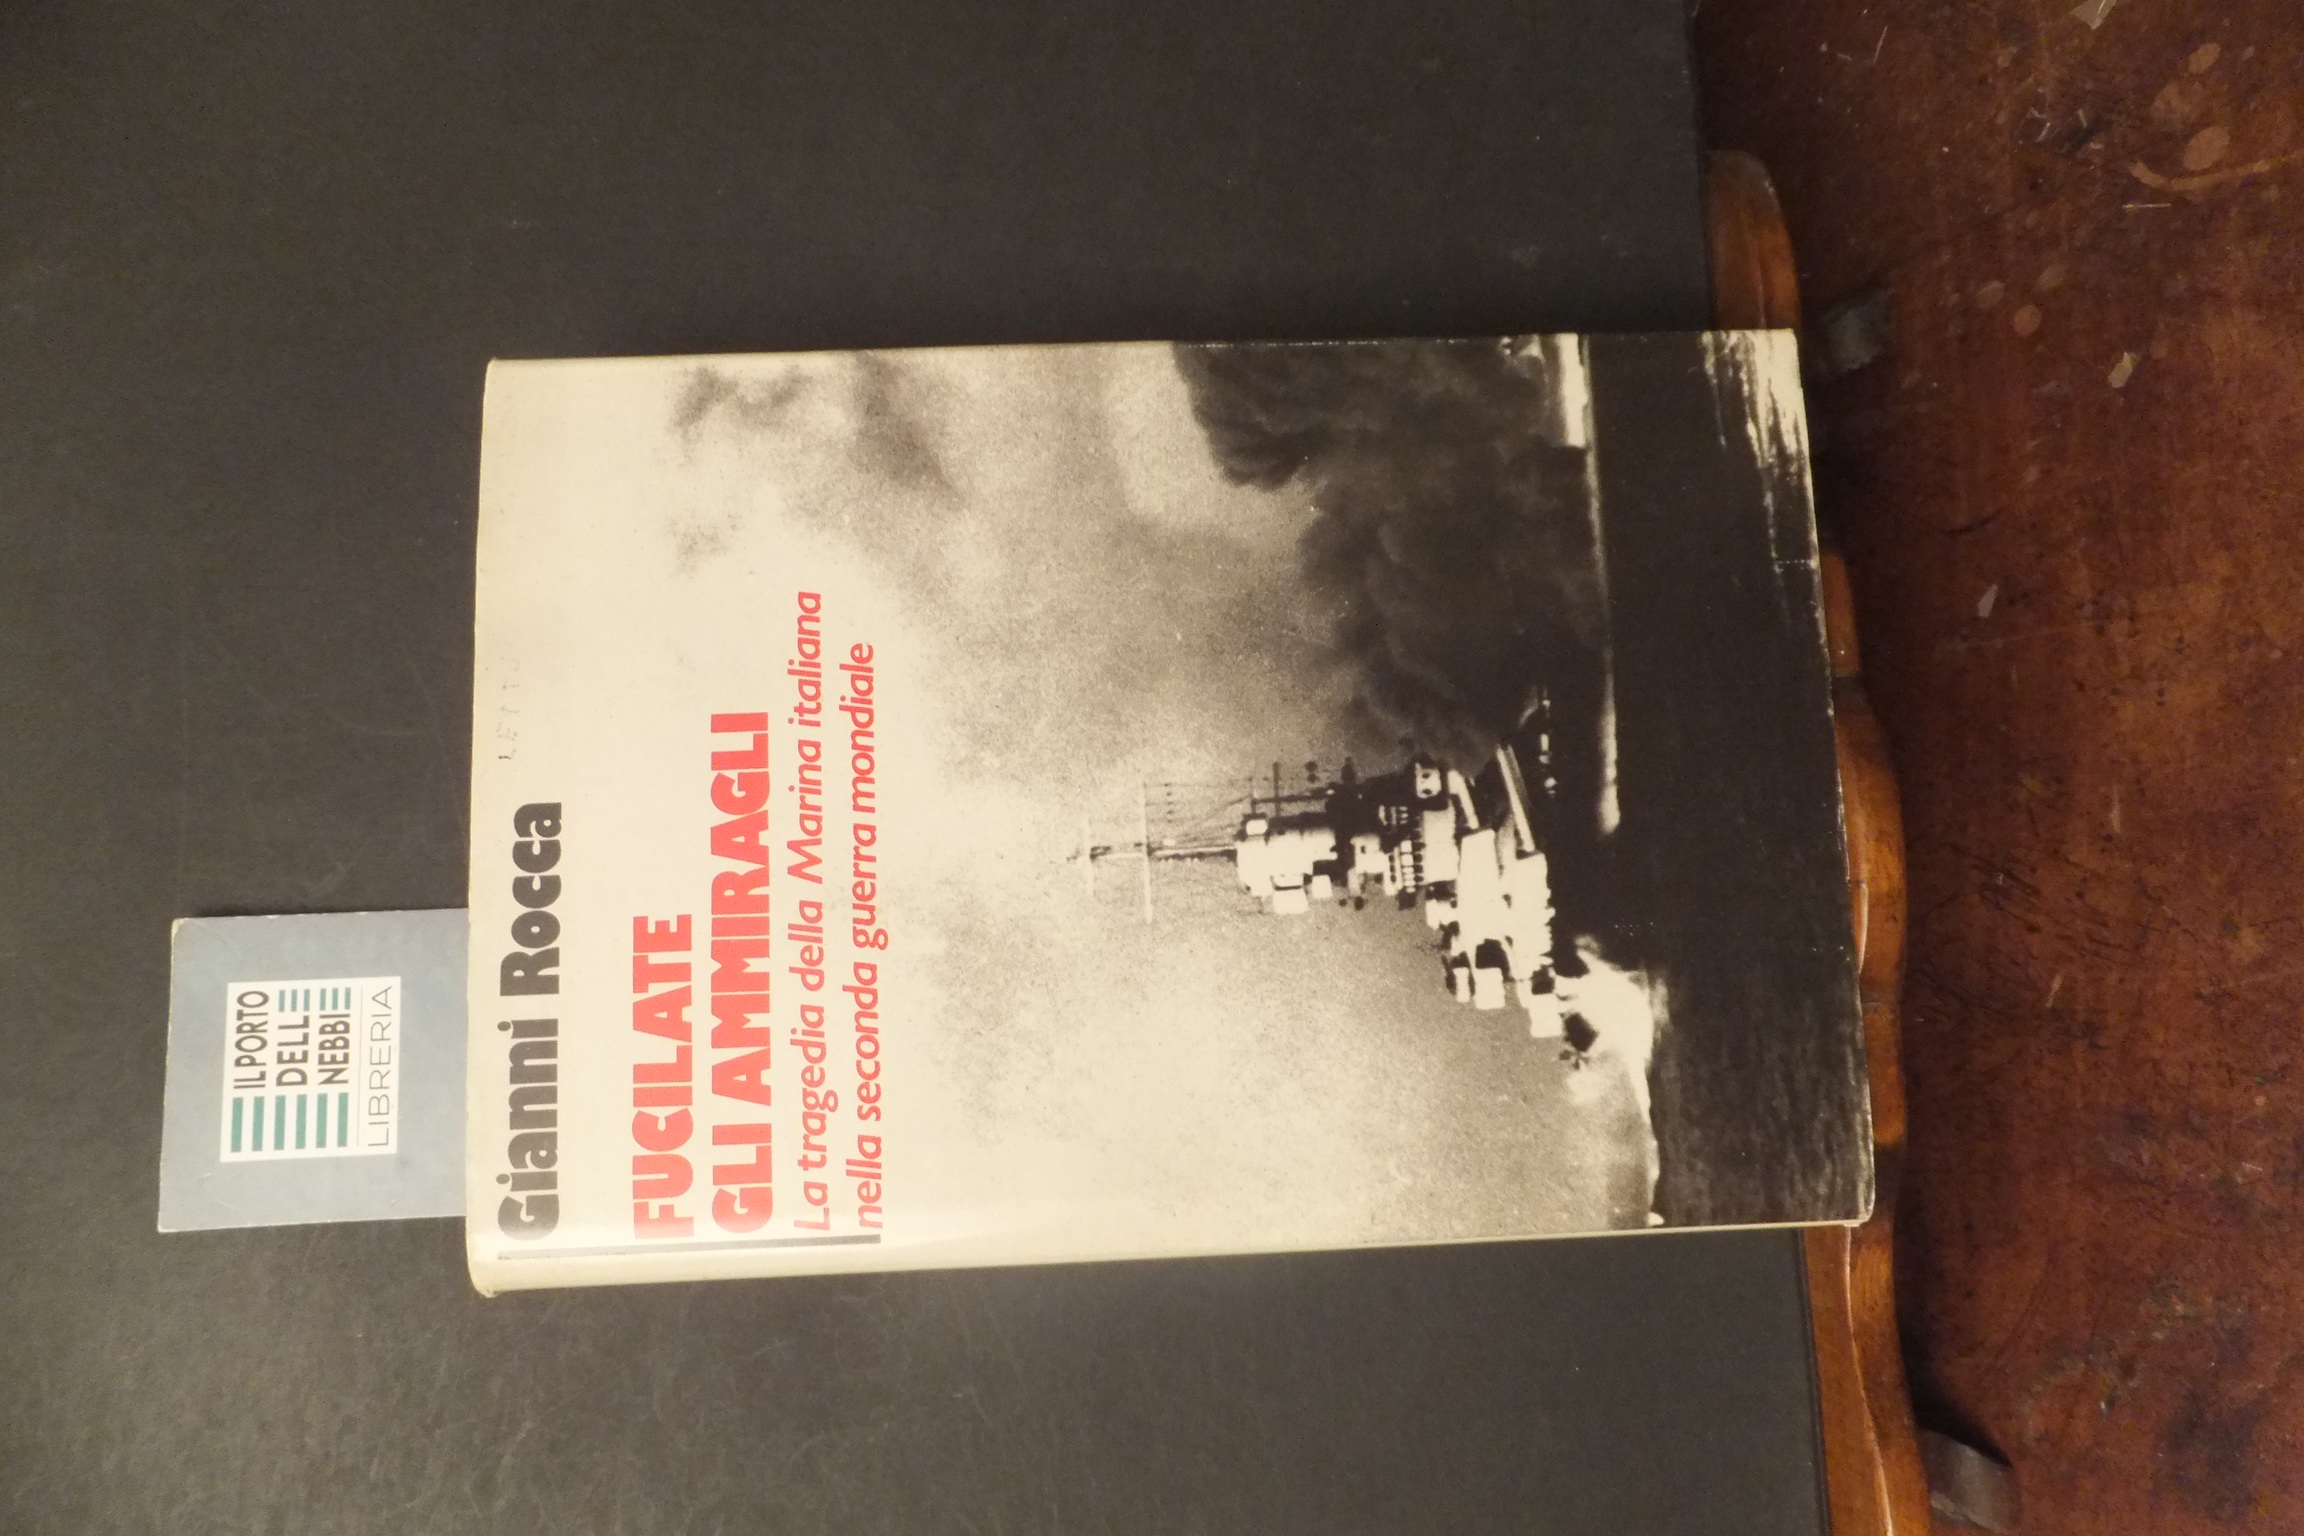 IL PORTO
DELLE
NEBBIE
LIBRERIA
Gianni Rocca
FUCILATE
GLI AMMIRAGLI
La tragedia della Marina italiana
nella seconda guerra mondiale